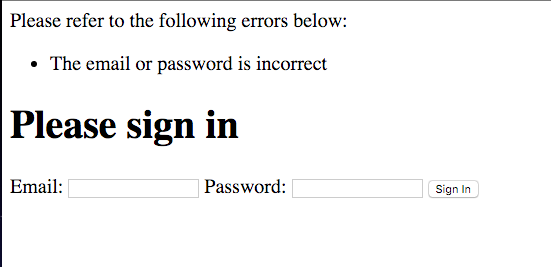 Please refer to the following errors below:
• The email or password is incorrect
Please sign in
Email: Password: Sign In